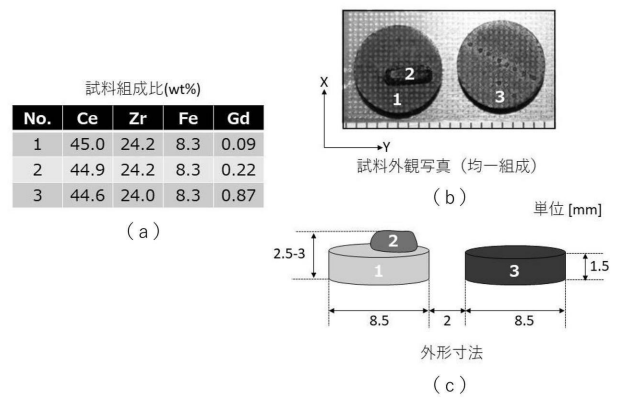 試料組成比(wt%)
No. Ce Zr Fe Gd
1 45.0 24.2 8.3 0.09
2 44.9 24.2 8.3 0.22
3 44.6 24.0 8.3 0.87
（a）
X
2
1
3
Y
試料外観写真（均一組成）
（b）
単位 [mm]
2.5-3
2
1
3
1.5
8.5
2
8.5
外形寸法
（c）